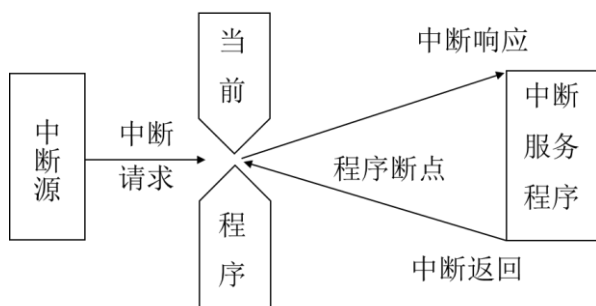 中断源
中断
请求
当前
程序
程序断点
中断响应
中断服务程序
中断返回